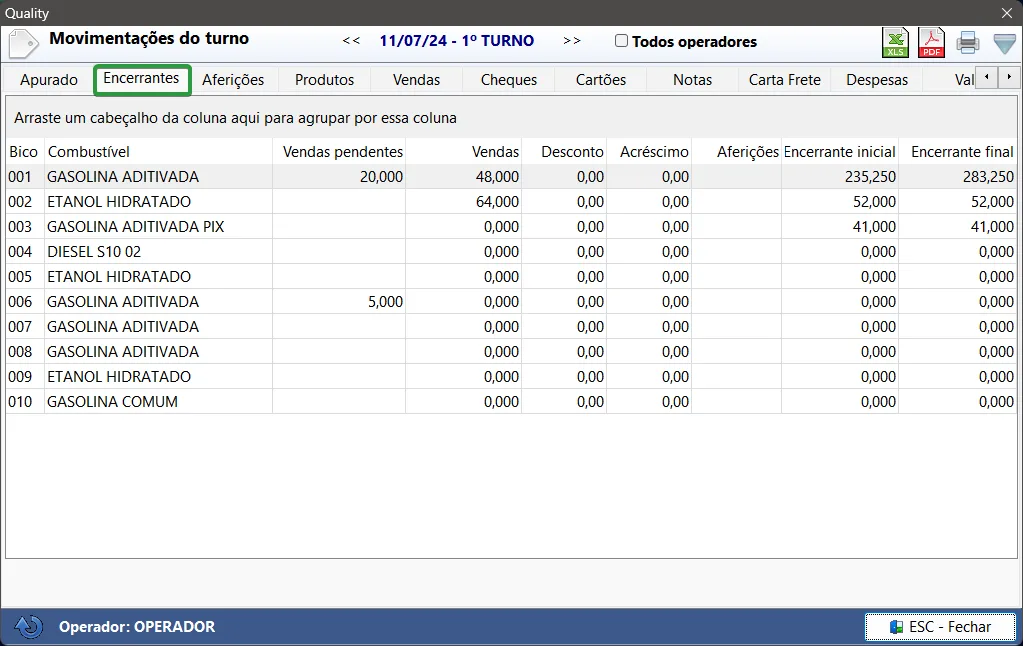 Quality
Movimentações do turno << 11/07/24 - 1º TURNO >> Todos operadores XLS PDF
Apurado Encerrantes Aferições Produtos Vendas Cheques Cartões Notas Carta Frete Despesas Val
Arraste um cabeçalho da coluna aqui para agrupar por essa coluna
Bico Combustível Vendas pendentes Vendas Desconto Acréscimo Aferições Encerrante inicial Encerrante final
001 GASOLINA ADITIVADA 20,000 48,000 0,00 0,00 235,250 283,250
002 ETANOL HIDRATADO 64,000 0,00 0,00 52,000 52,000
003 GASOLINA ADITIVADA PIX 0,000 0,00 0,00 41,000 41,000
004 DIESEL S10 02 0,000 0,00 0,00 0,000 0,000
005 ETANOL HIDRATADO 0,000 0,00 0,00 0,000 0,000
006 GASOLINA ADITIVADA 5,000 0,000 0,00 0,00 0,000 0,000
007 GASOLINA ADITIVADA 0,000 0,00 0,00 0,000 0,000
008 GASOLINA ADITIVADA 0,000 0,00 0,00 0,000 0,000
009 ETANOL HIDRATADO 0,000 0,00 0,00 0,000 0,000
010 GASOLINA COMUM 0,000 0,00 0,00 0,000 0,000
Operador: OPERADOR ESC - Fechar